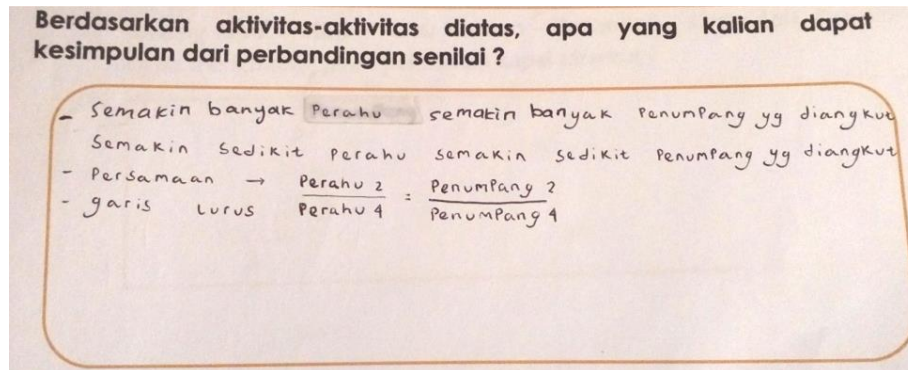 Berdasarkan aktivitas-aktivitas diatas, apa yang kalian dapat
kesimpulan dari perbandingan senilai ?
- Semakin banyak Perahu semakin banyak Penumpang yg diangkut
Semakin Sedikit Perahu semakin Sedikit Penumpang yg diangkut
- Persamaan → Perahu 2 / Perahu 4 = Penumpang 2 / Penumpang 4
- garis Lurus